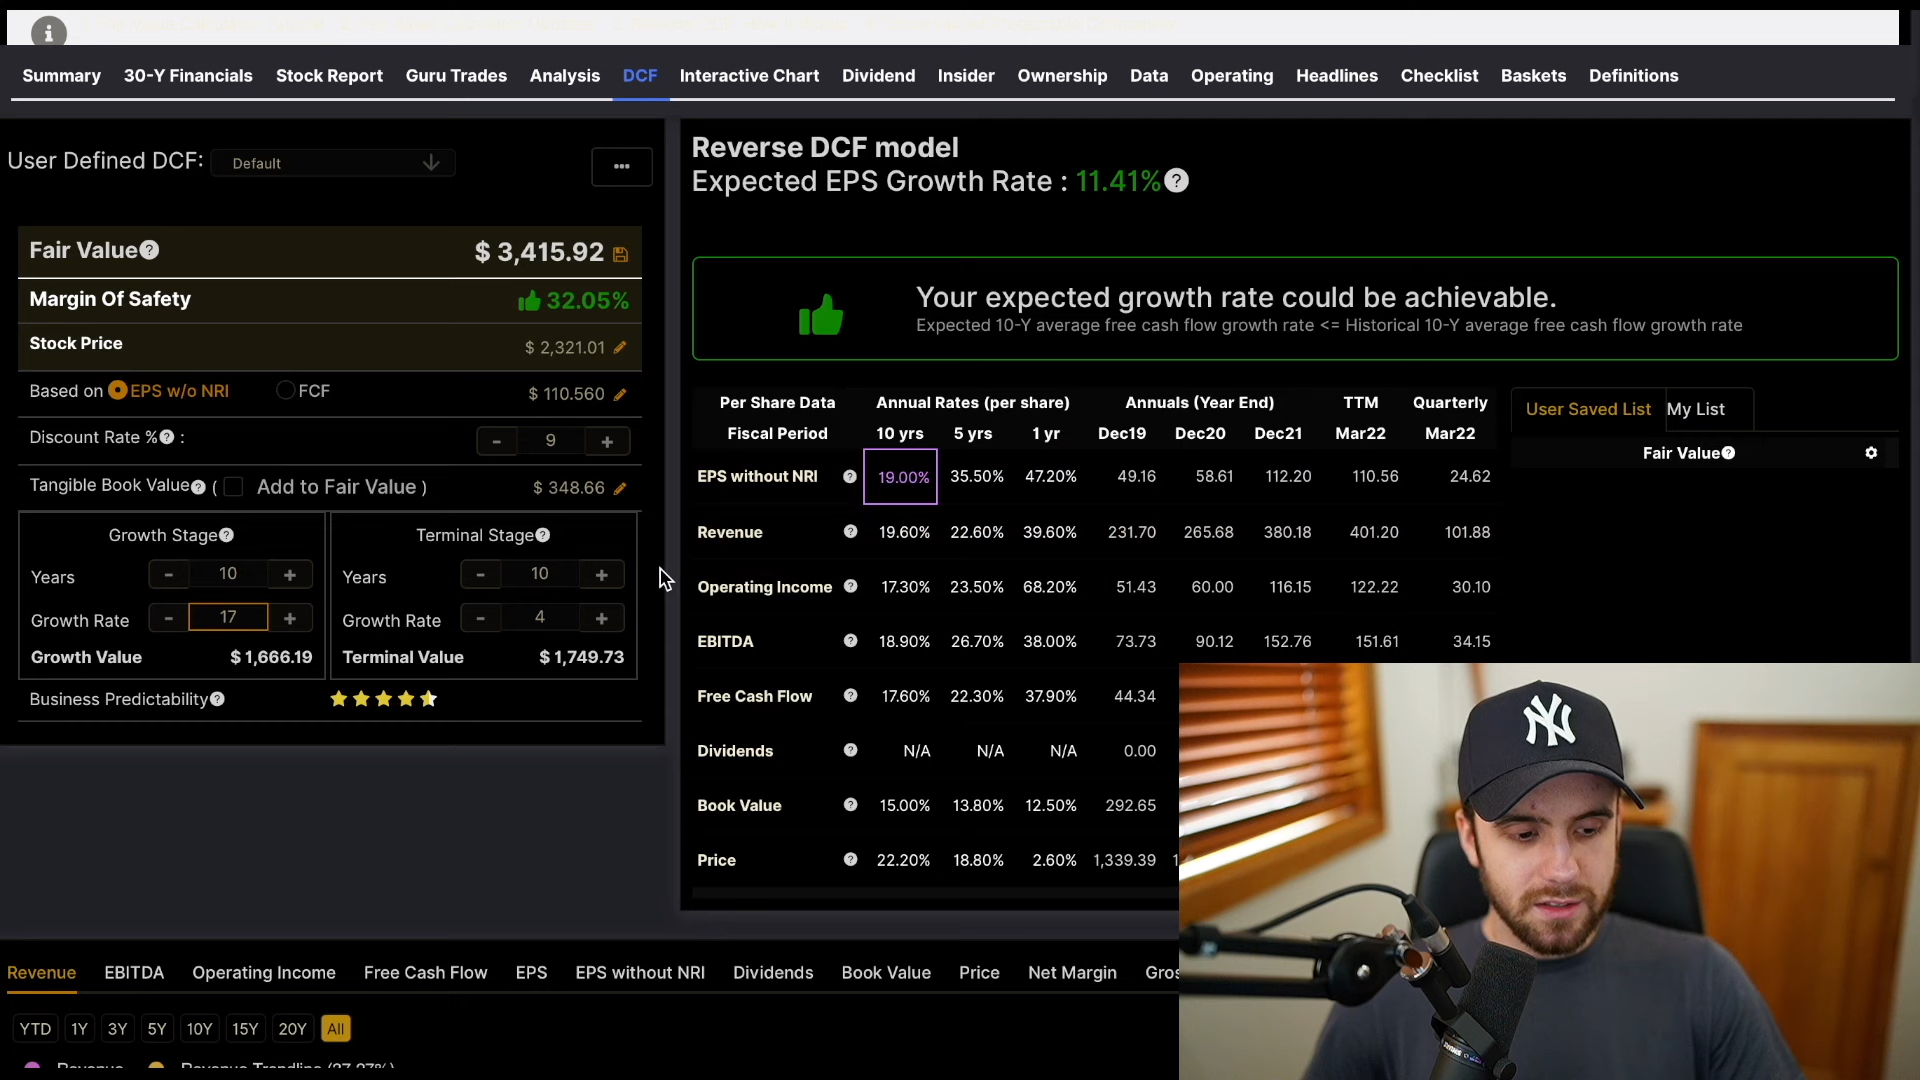 Summary 30-Y Financials Stock Report Guru Trades Analysis DCF Interactive Chart Dividend Insider Ownership Data Operating Headlines Checklist Baskets Definitions
User Defined DCF: Default
...
Fair Value $ 3,415.92
Margin Of Safety 32.05%
Stock Price $ 2,321.01
Based on EPS w/o NRI FCF $ 110.560
Discount Rate % : - 9 +
Tangible Book Value ( Add to Fair Value ) $ 348.66
Growth Stage Terminal Stage
Years - 10 + Years - 10 +
Growth Rate - 17 + Growth Rate - 4 +
Growth Value $ 1,666.19 Terminal Value $ 1,749.73
Business Predictability
Reverse DCF model
Expected EPS Growth Rate : 11.41%
Your expected growth rate could be achievable.
Expected 10-Y average free cash flow growth rate <= Historical 10-Y average free cash flow growth rate
Per Share Data Annual Rates (per share) Annuals (Year End) TTM Quarterly
Fiscal Period 10 yrs 5 yrs 1 yr Dec19 Dec20 Dec21 Mar22 Mar22
EPS without NRI 19.00% 35.50% 47.20% 49.16 58.61 112.20 110.56 24.62
Revenue 19.60% 22.60% 39.60% 231.70 265.68 380.18 401.20 101.88
Operating Income 17.30% 23.50% 68.20% 51.43 60.00 116.15 122.22 30.10
EBITDA 18.90% 26.70% 38.00% 73.73 90.12 152.76 151.61 34.15
Free Cash Flow 17.60% 22.30% 37.90% 44.34
Dividends N/A N/A N/A 0.00
Book Value 15.00% 13.80% 12.50% 292.65
Price 22.20% 18.80% 2.60% 1,339.39 1
User Saved List My List
Fair Value
NY
Revenue EBITDA Operating Income Free Cash Flow EPS EPS without NRI Dividends Book Value Price Net Margin Gros
YTD 1Y 3Y 5Y 10Y 15Y 20Y All
Revenue Revenue Trendline